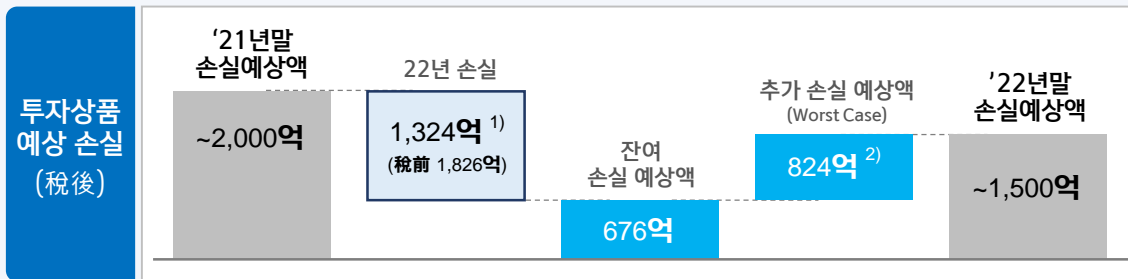 투자상품
예상 손실
(稅後)
‘21년말
손실예상액
~2,000억
22년 손실
1,324억 1)
(稅前 1,826억)
잔여
손실 예상액
676억
추가 손실 예상액
(Worst Case)
824억 2)
’22년말
손실예상액
~1,500억